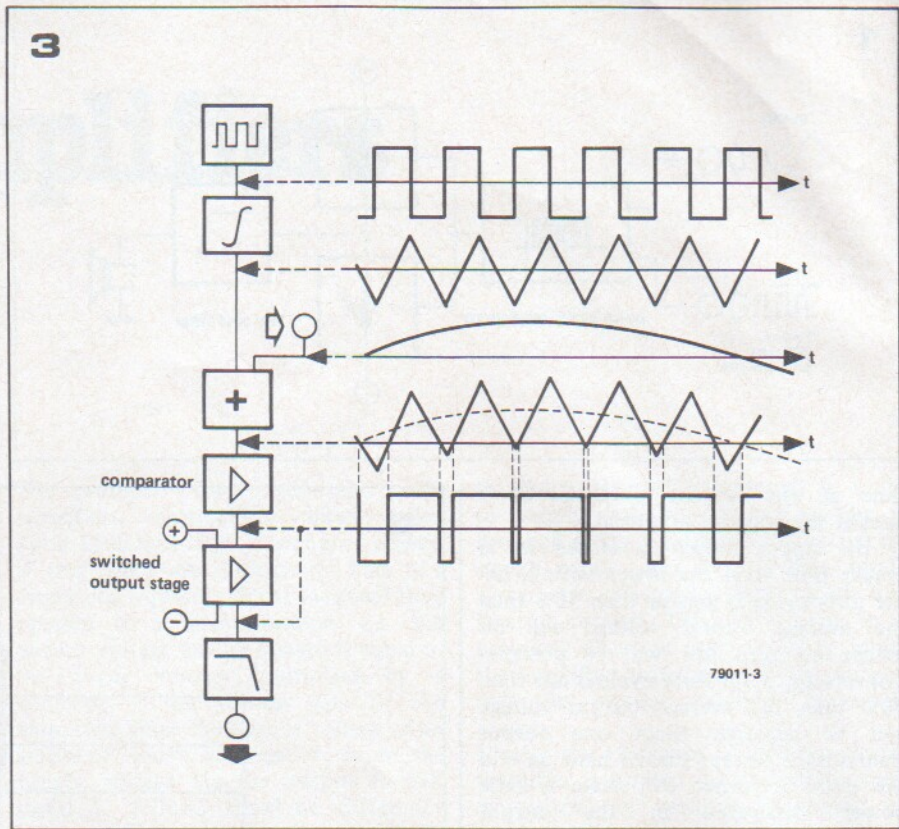 3
t
t
t
+
t
comparator
t
+
switched
output stage
−
79011-3